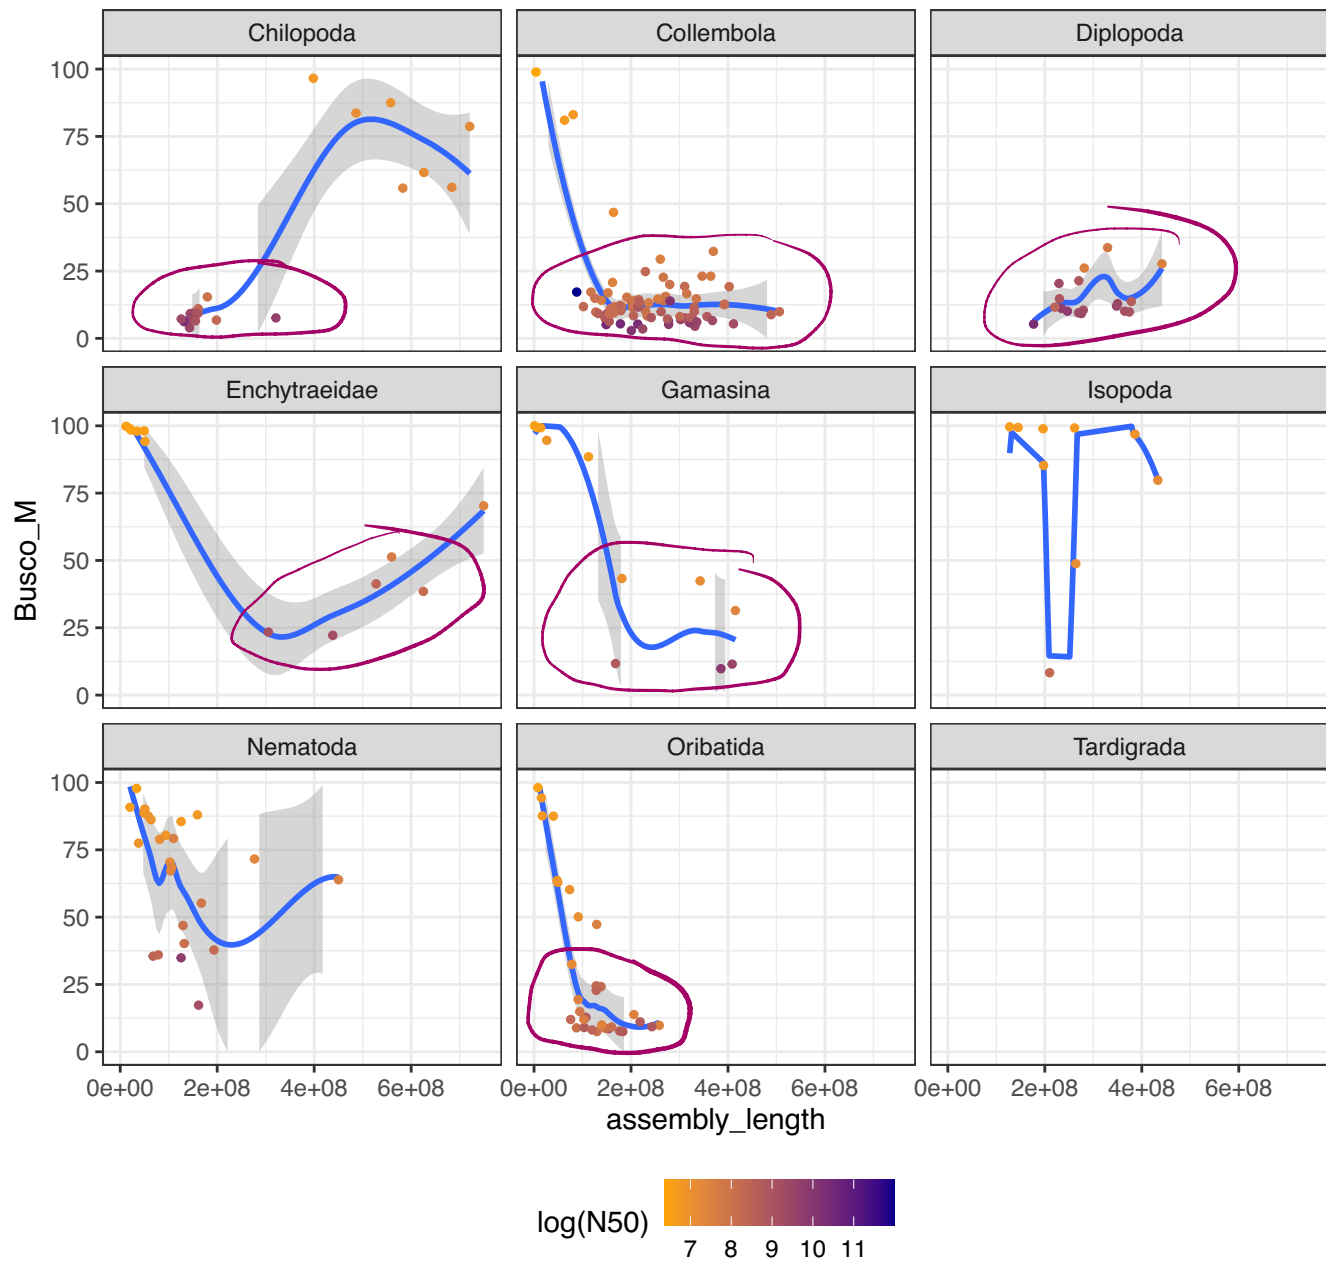 Chilopoda Collembola Diplopoda
100
75
50
25
0
Enchytraeidae Gamasina Isopoda
100
75
50
25
0
Busco_M
Nematoda Oribatida Tardigrada
100
75
50
25
0
0e+00 2e+08 4e+08 6e+08 0e+00 2e+08 4e+08 6e+08 0e+00 2e+08 4e+08 6e+08
assembly_length
log(N50)
7 8 9 10 11